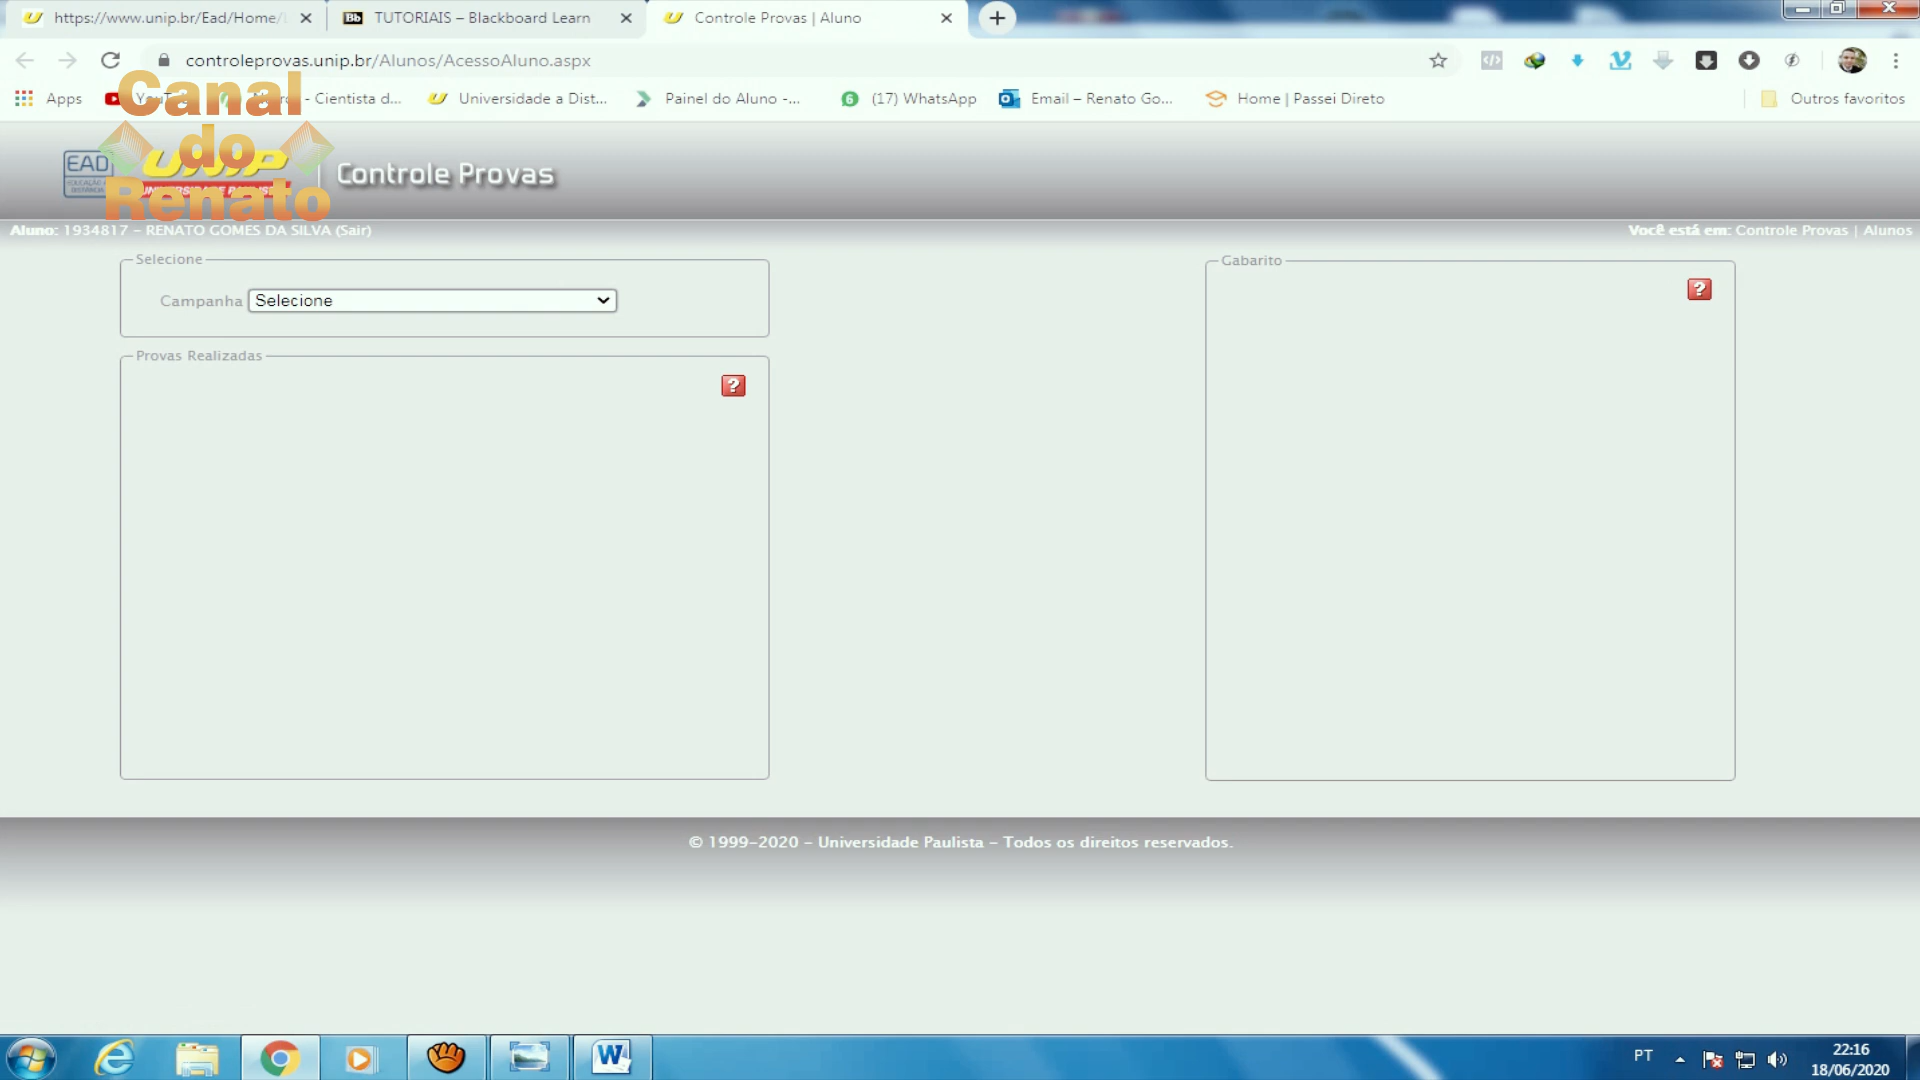 https://www.unip.br/Ead/Home/
TUTORIAIS – Blackboard Learn
Controle Provas | Aluno
controleprovas.unip.br/Alunos/AcessoAluno.aspx
Apps
- Cientista d...
Universidade a Dist...
Painel do Aluno -...
(17) WhatsApp
Email – Renato Go...
Home | Passei Direto
Outros favoritos
Canal
do
Renato
EAD
UNIP
Controle Provas
Aluno: 1934817 - RENATO GOMES DA SILVA (Sair)
Você está em: Controle Provas | Alunos
Selecione
Campanha Selecione
Provas Realizadas
?
Gabarito
?
© 1999-2020 - Universidade Paulista - Todos os direitos reservados.
PT
22:16
18/06/2020